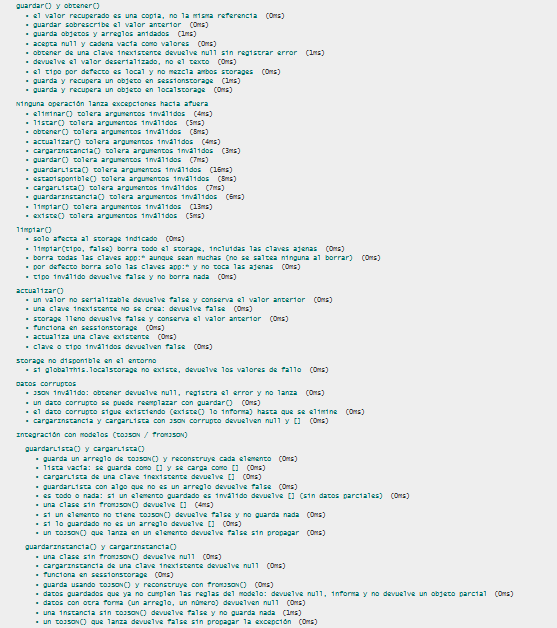 guardar() y obtener()
• el valor recuperado es una copia, no la misma referencia (0ms)
• guardar sobrescribe el valor anterior (0ms)
• guarda objetos y arreglos anidados (1ms)
• acepta null y cadena vacía como valores (0ms)
• obtener de una clave inexistente devuelve null sin registrar error (1ms)
• devuelve el valor deserializado, no el texto (0ms)
• el tipo por defecto es local y no mezcla ambos storages (0ms)
• guarda y recupera un objeto en sessionStorage (1ms)
• guarda y recupera un objeto en localStorage (0ms)
Ninguna operación lanza excepciones hacia afuera
• eliminar() tolera argumentos inválidos (4ms)
• listar() tolera argumentos inválidos (5ms)
• obtener() tolera argumentos inválidos (8ms)
• actualizar() tolera argumentos inválidos (4ms)
• cargarInstancia() tolera argumentos inválidos (3ms)
• guardar() tolera argumentos inválidos (7ms)
• guardarLista() tolera argumentos inválidos (16ms)
• estaDisponible() tolera argumentos inválidos (8ms)
• cargarLista() tolera argumentos inválidos (7ms)
• guardarInstancia() tolera argumentos inválidos (6ms)
• limpiar() tolera argumentos inválidos (13ms)
• existe() tolera argumentos inválidos (5ms)
limpiar()
• solo afecta al storage indicado (0ms)
• limpiar(tipo, false) borra todo el storage, incluidas las claves ajenas (0ms)
• borra todas las claves app:* aunque sean muchas (no se saltea ninguna al borrar) (0ms)
• por defecto borra solo las claves app:* y no toca las ajenas (0ms)
• tipo inválido devuelve false y no borra nada (0ms)
actualizar()
• un valor no serializable devuelve false y conserva el valor anterior (0ms)
• una clave inexistente NO se crea: devuelve false (0ms)
• storage lleno devuelve false y conserva el valor anterior (0ms)
• funciona en sessionStorage (0ms)
• actualiza una clave existente (0ms)
• clave o tipo inválidos devuelven false (0ms)
Storage no disponible en el entorno
• si globalThis.localStorage no existe, devuelve los valores de fallo (0ms)
Datos corruptos
• JSON inválido: obtener devuelve null, registra el error y no lanza (0ms)
• un dato corrupto se puede reemplazar con guardar() (0ms)
• el dato corrupto sigue existiendo (existe() lo informa) hasta que se elimine (0ms)
• cargarInstancia y cargarLista con JSON corrupto devuelven null y [] (0ms)
Integración con modelos (toJSON / fromJSON)
guardarLista() y cargarLista()
• guarda un arreglo de toJSON() y reconstruye cada elemento (0ms)
• lista vacía: se guarda como [] y se carga como [] (0ms)
• cargarLista de una clave inexistente devuelve [] (0ms)
• guardarLista con algo que no es un arreglo devuelve false (0ms)
• es todo o nada: si un elemento guardado es inválido devuelve [] (sin datos parciales) (0ms)
• una clase sin fromJSON() devuelve [] (4ms)
• si un elemento no tiene toJSON() devuelve false y no guarda nada (0ms)
• si lo guardado no es un arreglo devuelve [] (0ms)
• un toJSON() que lanza en un elemento devuelve false sin propagar (0ms)
guardarInstancia() y cargarInstancia()
• una clase sin fromJSON() devuelve null (0ms)
• cargarInstancia de una clave inexistente devuelve null (0ms)
• funciona en sessionStorage (0ms)
• guarda usando toJSON() y reconstruye con fromJSON() (0ms)
• datos guardados que ya no cumplen las reglas del modelo: devuelve null, informa y no devuelve un objeto parcial (0ms)
• datos con otra forma (un arreglo, un número) devuelven null (0ms)
• una instancia sin toJSON() devuelve false y no guarda nada (1ms)
• un toJSON() que lanza devuelve false sin propagar la excepción (0ms)